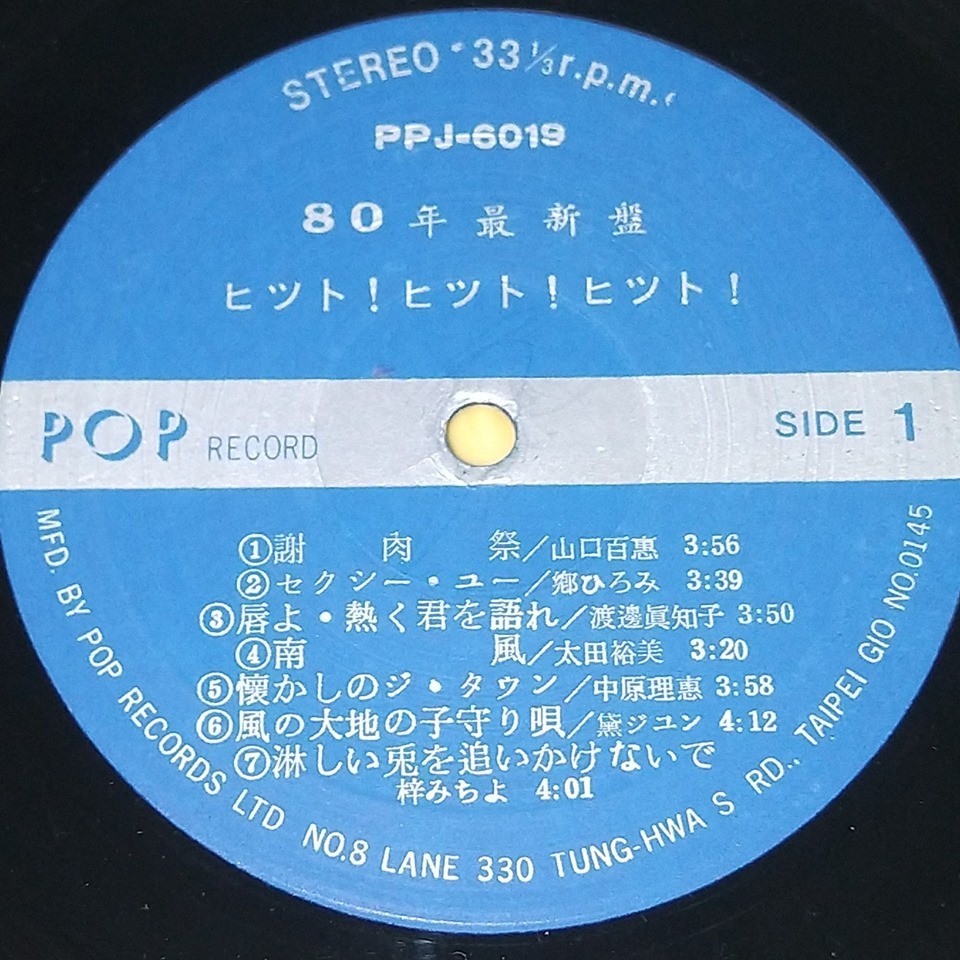 STEREO · 33⅓ r.p.m.
PPJ-6019
80年最新盤
ヒツト！ヒツト！ヒツト！
POP RECORD
SIDE 1
①謝肉祭／山口百惠 3:56
②セクシー・ユー／鄉ひろみ 3:39
③唇よ・熱く君を語れ／渡邊眞知子 3:50
④南風／太田裕美 3:20
⑤懷かしのジ・タウン／中原理惠 3:58
⑥風の大地の子守り唄／黛ジユン 4:12
⑦淋しい兎を追いかけないで
梓みちよ 4:01
MFD. BY POP RECORDS LTD NO.8 LANE 330 TUNG-HWA S RD., TAIPEI GIO NO.0145